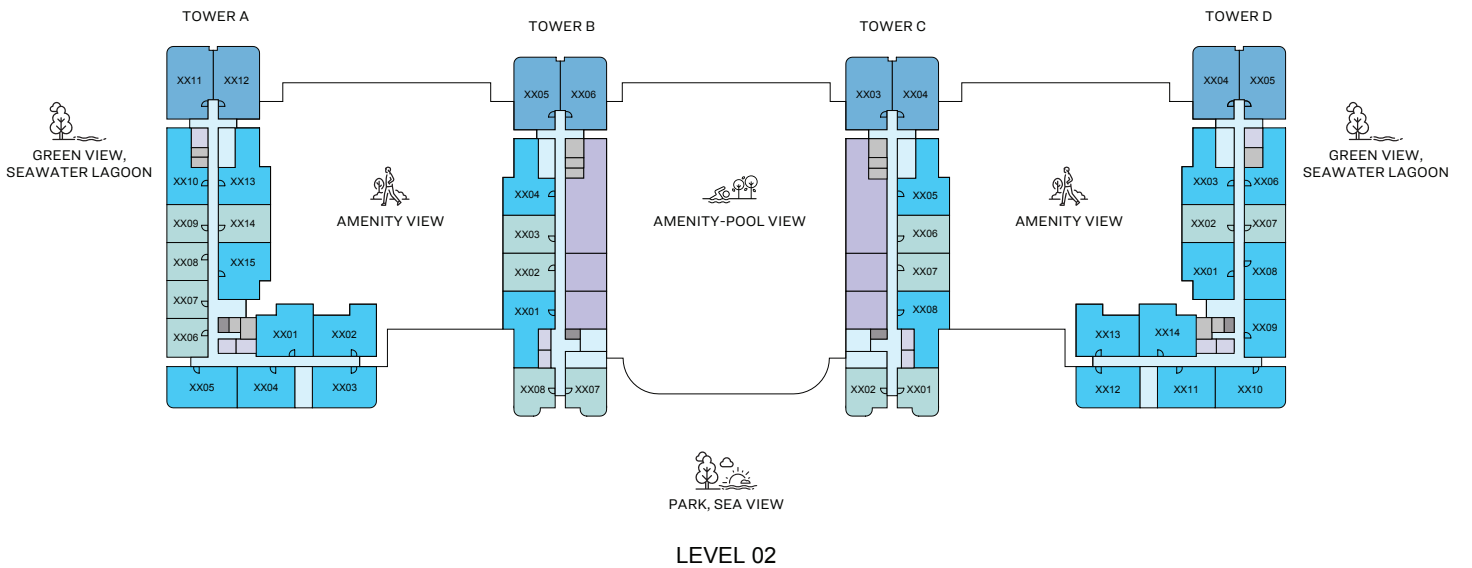 TOWER A
TOWER B
TOWER C
TOWER D
XX11 XX12
XX05 XX06
XX03 XX04
XX04 XX05
GREEN VIEW,
SEAWATER LAGOON
XX10 XX13
XX09 XX14
XX08 XX15
XX07
XX06
XX01 XX02
XX05 XX04 XX03
AMENITY VIEW
XX04
XX03
XX02
XX01
XX08 XX07
AMENITY-POOL VIEW
XX05
XX06
XX07
XX08
XX02 XX01
AMENITY VIEW
XX03 XX06
XX02 XX07
XX01 XX08
XX09
XX13 XX14
XX12 XX11 XX10
GREEN VIEW,
SEAWATER LAGOON
PARK, SEA VIEW
LEVEL 02